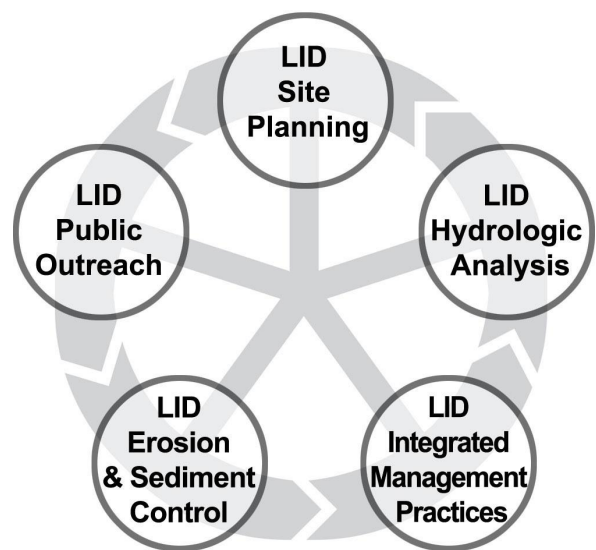 LID
Site
Planning
LID
Hydrologic
Analysis
LID
Integrated
Management
Practices
LID
Erosion
& Sediment
Control
LID
Public
Outreach